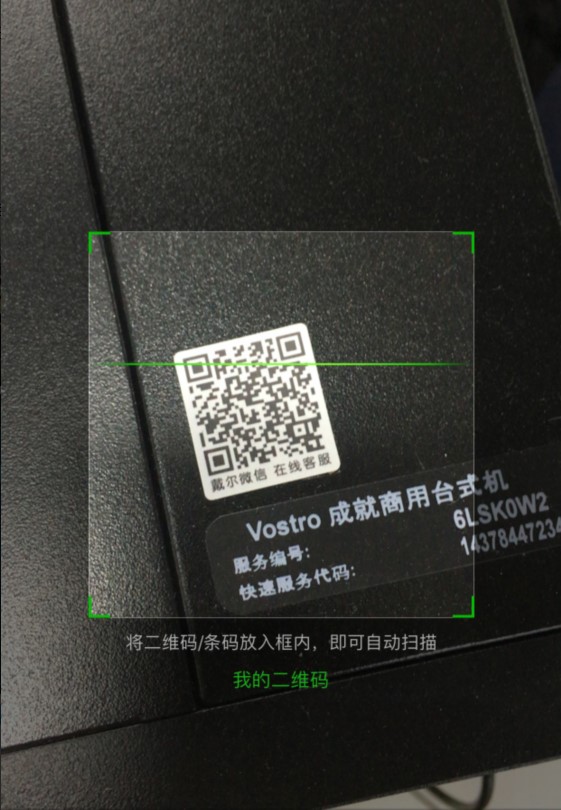 戴尔微信 在线客服
Vostro 成就商用台式机
服务编号: 6LSK0W2
快速服务代码: 14378447234
将二维码/条码放入框内，即可自动扫描
我的二维码